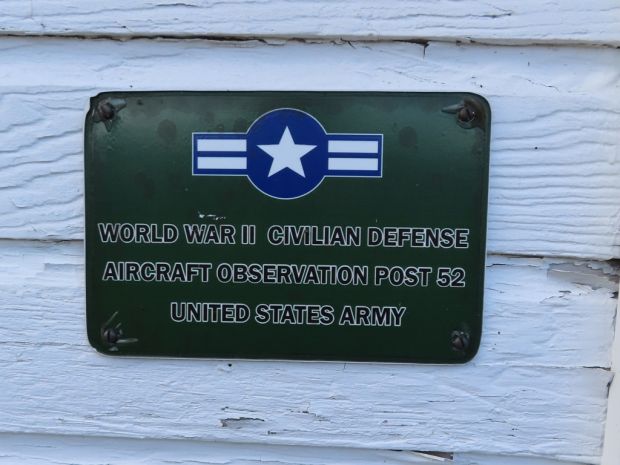 WORLD WAR II CIVILIAN DEFENSE
AIRCRAFT OBSERVATION POST 52
UNITED STATES ARMY